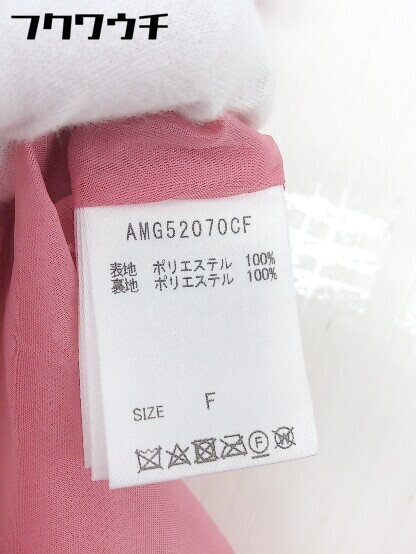 フクワウチ
AMG52070CF
表地 ポリエステル 100%
裏地 ポリエステル 100%
SIZE F
F
W